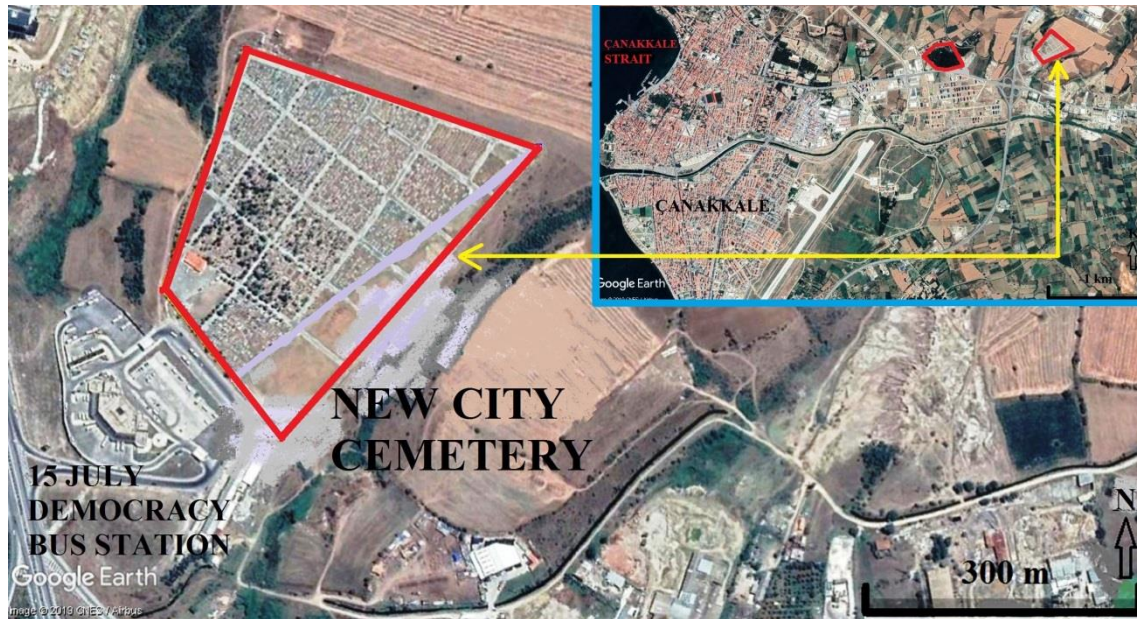 ÇANAKKALE
STRAIT
ÇANAKKALE
N
1 km
Google Earth
NEW CITY
CEMETERY
15 JULY
DEMOCRACY
BUS STATION
Google Earth
Image © 2019 CNES / Airbus
N
300 m